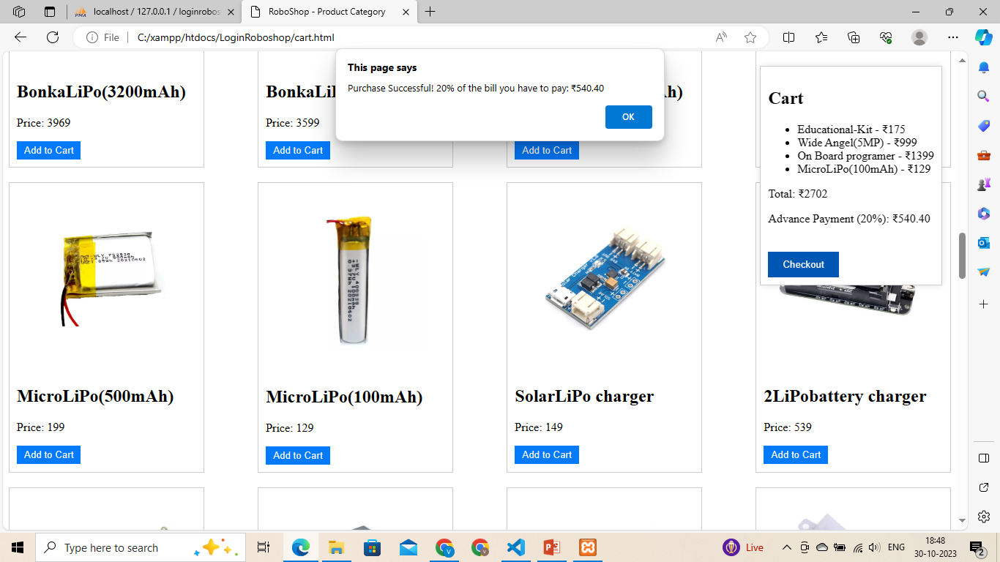 localhost / 127.0.0.1 / loginrobos
RoboShop - Product Category
File
C:/xampp/htdocs/LoginRoboshop/cart.html
This page says
Purchase Successful! 20% of the bill you have to pay: ₹540.40
OK
BonkaLiPo(3200mAh)
Price: 3969
Add to Cart
BonkaLi
Price: 3599
Add to Cart
h)
Add to Cart
Cart
• Educational-Kit - ₹175
• Wide Angel(5MP) - ₹999
• On Board programer - ₹1399
• MicroLiPo(100mAh) - ₹129
Total: ₹2702
Advance Payment (20%): ₹540.40
Checkout
MicroLiPo(500mAh)
Price: 199
Add to Cart
MicroLiPo(100mAh)
Price: 129
Add to Cart
SolarLiPo charger
Price: 149
Add to Cart
2LiPobattery charger
Price: 539
Add to Cart
Type here to search
Live
ENG
18:48
30-10-2023
2